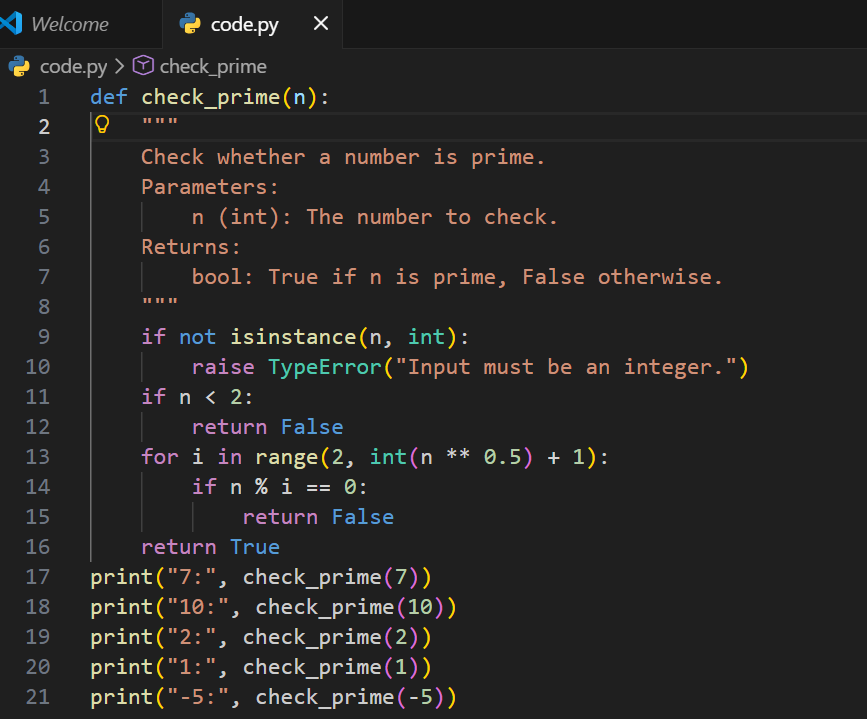 Welcome code.py
code.py > check_prime
1 def check_prime(n):
2     """
3     Check whether a number is prime.
4     Parameters:
5         n (int): The number to check.
6     Returns:
7         bool: True if n is prime, False otherwise.
8     """
9     if not isinstance(n, int):
10         raise TypeError("Input must be an integer.")
11     if n < 2:
12         return False
13     for i in range(2, int(n ** 0.5) + 1):
14         if n % i == 0:
15             return False
16     return True
17 print("7:", check_prime(7))
18 print("10:", check_prime(10))
19 print("2:", check_prime(2))
20 print("1:", check_prime(1))
21 print("-5:", check_prime(-5))